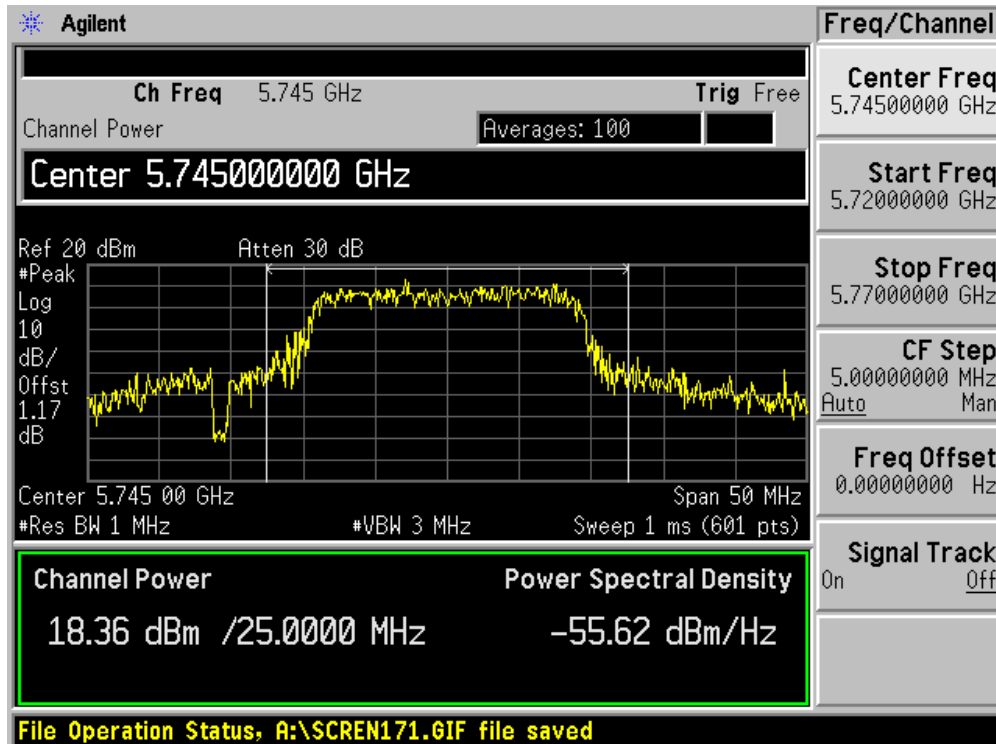 Agilent
Freq/Channel
Ch Freq 5.745 GHz Trig Free
Channel Power Averages: 100
Center 5.745000000 GHz
Ref 20 dBm Atten 30 dB
#Peak
Log
10
dB/
Offst
1.17
dB
Center 5.745 00 GHz Span 50 MHz
#Res BW 1 MHz #VBW 3 MHz Sweep 1 ms (601 pts)
Channel Power Power Spectral Density
18.36 dBm /25.0000 MHz -55.62 dBm/Hz
File Operation Status, A:\SCREN171.GIF file saved
Center Freq
5.74500000 GHz
Start Freq
5.72000000 GHz
Stop Freq
5.77000000 GHz
CF Step
5.00000000 MHz
Auto Man
Freq Offset
0.00000000 Hz
Signal Track
On Off